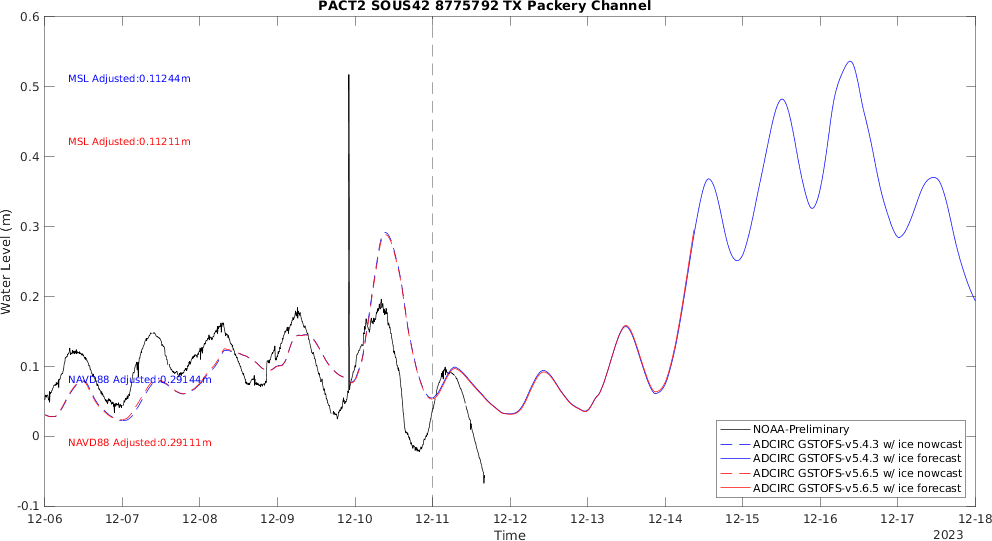 PACT2 SOUS42 8775792 TX Packery Channel
0.6
0.5
0.4
0.3
0.2
0.1
0
-0.1
Water Level (m)
MSL Adjusted:0.11244m
MSL Adjusted:0.11211m
NAVD88 Adjusted:0.29144m
NAVD88 Adjusted:0.29111m
NOAA-Preliminary
ADCIRC GSTOFS-v5.4.3 w/ ice nowcast
ADCIRC GSTOFS-v5.4.3 w/ ice forecast
ADCIRC GSTOFS-v5.6.5 w/ ice nowcast
ADCIRC GSTOFS-v5.6.5 w/ ice forecast
12-06 12-07 12-08 12-09 12-10 12-11 12-12 12-13 12-14 12-15 12-16 12-17 12-18
Time
2023